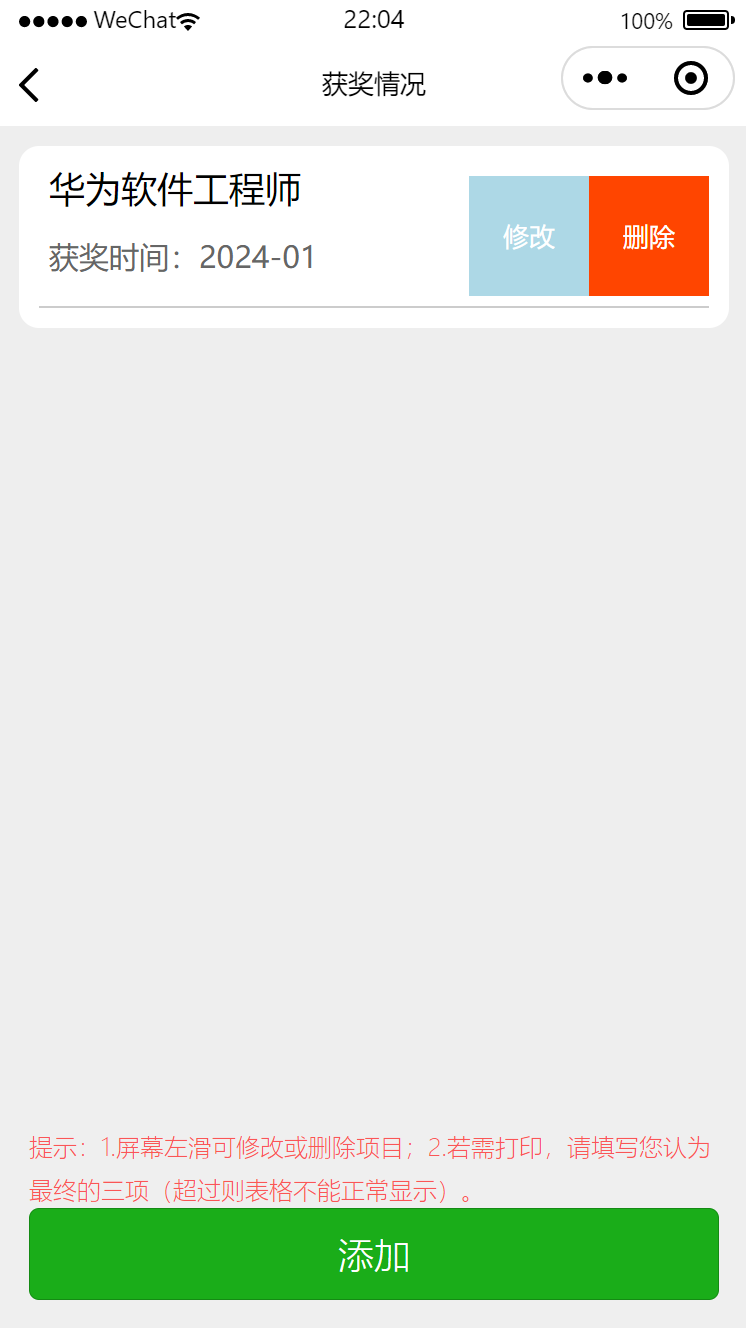 WeChat 22:04 100%
获奖情况
华为软件工程师
获奖时间：2024-01
修改 删除
提示：1.屏幕左滑可修改或删除项目；2.若需打印，请填写您认为
最终的三项（超过则表格不能正常显示）。
添加